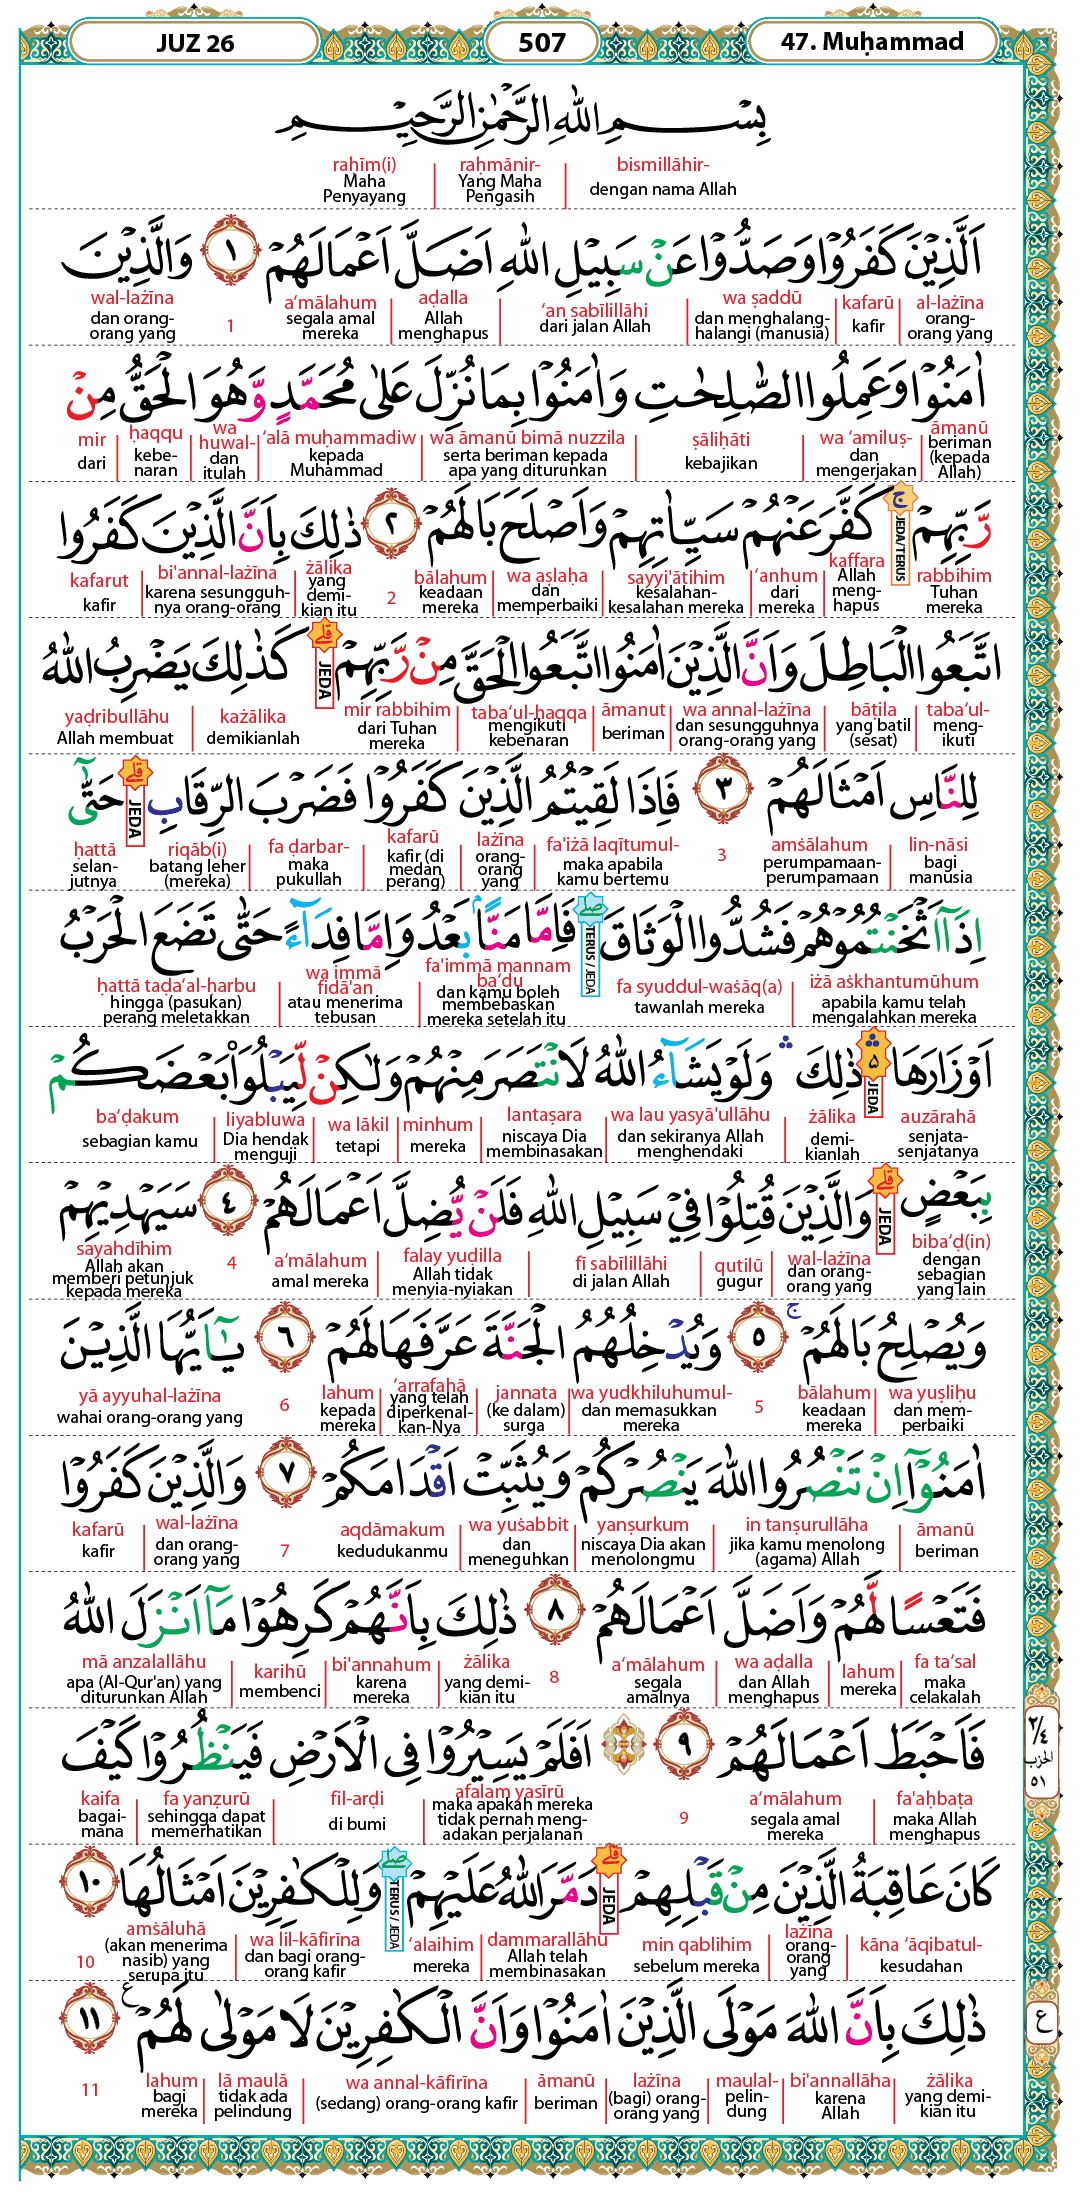 JUZ 26 507 47. Muḥammad
بِسْمِ اللّٰهِ الرَّحْمٰنِ الرَّحِيْمِ
bismillāhir- raḥmānir- raḥīm(i)
dengan nama Allah Yang Maha Pengasih Maha Penyayang
اَلَّذِيْنَ كَفَرُوْا وَصَدُّوْا عَنْ سَبِيْلِ اللّٰهِ اَضَلَّ اَعْمَالَهُمْ ١ وَالَّذِيْنَ
al-lażīna kafarū wa ṣaddū ‘an sabīlillāhi aḍalla a‘mālahum 1 wal-lażīna
orang-orang yang kafir dan menghalang-halangi (manusia) dari jalan Allah Allah menghapus segala amal mereka dan orang-orang yang
اٰمَنُوْا وَعَمِلُوا الصّٰلِحٰتِ وَاٰمَنُوْا بِمَا نُزِّلَ عَلٰى مُحَمَّدٍ وَّهُوَ الْحَقُّ مِنْ
āmanū wa ‘amiluṣ- ṣāliḥāti wa āmanū bimā nuzzila ‘alā muḥammadiw wa huwal- ḥaqqu mir
beriman (kepada Allah) dan mengerjakan kebajikan serta beriman kepada apa yang diturunkan kepada Muhammad dan itulah kebenaran dari
رَّبِّهِمْ ج JEDA/TERUS كَفَّرَ عَنْهُمْ سَيِّاٰتِهِمْ وَاَصْلَحَ بَالَهُمْ ٢ ذٰلِكَ بِاَنَّ الَّذِيْنَ كَفَرُوا
rabbihim kaffara ‘anhum sayyi'ātihim wa aṣlaḥa bālahum 2 żālika bi'annal-lażīna kafarut
Tuhan mereka Allah menghapus dari mereka kesalahan-kesalahan mereka dan memperbaiki keadaan mereka yang demikian itu karena sesungguhnya orang-orang kafir
اتَّبَعُوا الْبَاطِلَ وَاَنَّ الَّذِيْنَ اٰمَنُوا اتَّبَعُوا الْحَقَّ مِنْ رَّبِّهِمْ قلى JEDA كَذٰلِكَ يَضْرِبُ اللّٰهُ
taba‘ul- bāṭila wa annal-lażīna āmanut taba‘ul-ḥaqqa mir rabbihim każālika yaḍribullāhu
mengikuti yang batil (sesat) dan sesungguhnya orang-orang yang beriman mengikuti kebenaran dari Tuhan mereka demikianlah Allah membuat
لِلنَّاسِ اَمْثَالَهُمْ ٣ فَاِذَا لَقِيْتُمُ الَّذِيْنَ كَفَرُوْا فَضَرْبَ الرِّقَابِ قلى JEDA حَتّٰٓى
lin-nāsi amṡālahum 3 fa'iżā laqītumul- lażīna kafarū fa ḍarbar- riqāb(i) ḥattā
bagi manusia perumpamaan-perumpamaan maka apabila kamu bertemu orang-orang yang kafir (di medan perang) maka pukullah batang leher (mereka) selanjutnya
اِذَآ اَثْخَنْتُمُوْهُمْ فَشُدُّوا الْوَثَاقَ صلى TERUS / JEDA فَاِمَّا مَنًّاۢ بَعْدُ وَاِمَّا فِدَاۤءً حَتّٰى تَضَعَ الْحَرْبُ
iżā aśkhantumūhum fa syuddul-waśāq(a) fa'immā mannam ba‘du wa immā fidā'an ḥattā taḍa‘al-harbu
apabila kamu telah mengalahkan mereka tawanlah mereka dan kamu boleh membebaskan mereka setelah itu atau menerima tebusan hingga (pasukan) perang meletakkan
اَوْزَارَهَا ۵ JEDA ذٰلِكَ ۛ وَلَوْ يَشَاۤءُ اللّٰهُ لَانْتَصَرَ مِنْهُمْ وَلٰكِنْ لِّيَبْلُوَا۟ بَعْضَكُمْ
auzārahā żālika wa lau yasyā'ullāhu lantaṣara minhum wa lākil liyabluwa ba‘ḍakum
senjata-senjatanya demikianlah dan sekiranya Allah menghendaki niscaya Dia membinasakan mereka tetapi Dia hendak menguji sebagian kamu
بِبَعْضٍ قلى JEDA وَالَّذِيْنَ قُتِلُوْا فِيْ سَبِيْلِ اللّٰهِ فَلَنْ يُّضِلَّ اَعْمَالَهُمْ ٤ سَيَهْدِيْهِمْ
biba‘ḍ(in) wal-lażīna qutilū fī sabīlillāhi falay yuḍilla a‘mālahum 4 sayahdīhim
dengan sebagian yang lain dan orang-orang yang gugur di jalan Allah Allah tidak menyia-nyiakan amal mereka Allah akan memberi petunjuk kepada mereka
وَيُصْلِحُ بَالَهُمْ ج ٥ وَيُدْخِلُهُمُ الْجَنَّةَ عَرَّفَهَا لَهُمْ ٦ يٰٓاَيُّهَا الَّذِيْنَ
wa yuṣliḥu bālahum 5 wa yudkhiluhumul- jannata ‘arrafahā lahum 6 yā ayyuhal-lażīna
dan memperbaiki keadaan mereka dan memasukkan mereka (ke dalam) surga yang telah diperkenalkan-Nya kepada mereka wahai orang-orang yang
اٰمَنُوْٓا اِنْ تَنْصُرُوا اللّٰهَ يَنْصُرْكُمْ وَيُثَبِّتْ اَقْدَامَكُمْ ٧ وَالَّذِيْنَ كَفَرُوْا
āmanū in tanṣurullāha yanṣurkum wa yuṡabbit aqdāmakum 7 wal-lażīna kafarū
beriman jika kamu menolong (agama) Allah niscaya Dia akan menolongmu dan meneguhkan kedudukanmu dan orang-orang yang kafir
فَتَعْسًا لَّهُمْ وَاَضَلَّ اَعْمَالَهُمْ ٨ ذٰلِكَ بِاَنَّهُمْ كَرِهُوْا مَآ اَنْزَلَ اللّٰهُ
fa ta‘sal lahum wa aḍalla a‘mālahum 8 żālika bi'annahum karihū mā anzalallāhu
maka celakalah mereka dan Allah menghapus segala amalnya yang demikian itu karena mereka membenci apa (Al-Qur'an) yang diturunkan Allah
فَاَحْبَطَ اَعْمَالَهُمْ ٩ اَفَلَمْ يَسِيْرُوْا فِى الْاَرْضِ فَيَنْظُرُوْا كَيْفَ
fa'aḥbaṭa a‘mālahum 9 afalam yasīrū fil-arḍi fa yanẓurū kaifa
maka Allah menghapus segala amal mereka maka apakah mereka tidak pernah mengadakan perjalanan di bumi sehingga dapat memerhatikan bagaimana
٢/٤ الحزب ٥١
كَانَ عَاقِبَةُ الَّذِيْنَ مِنْ قَبْلِهِمْ قلى JEDA دَمَّرَ اللّٰهُ عَلَيْهِمْ صلى TERUS / JEDA وَلِلْكٰفِرِيْنَ اَمْثَالُهَا ١٠
kāna ‘āqibatul- lażīna min qablihim dammarallāhu ‘alaihim wa lil-kāfirīna amṡāluhā 10
kesudahan orang-orang yang sebelum mereka Allah telah membinasakan mereka dan bagi orang-orang kafir (akan menerima nasib) yang serupa itu
ذٰلِكَ بِاَنَّ اللّٰهَ مَوْلَى الَّذِيْنَ اٰمَنُوْا وَاَنَّ الْكٰفِرِيْنَ لَا مَوْلٰى لَهُمْ ع ١١
ع
żālika bi'annallāha maulal- lażīna āmanū wa annal-kāfirīna lā maulā lahum 11
yang demikian itu karena Allah pelindung (bagi) orang-orang yang beriman (sedang) orang-orang kafir tidak ada pelindung bagi mereka